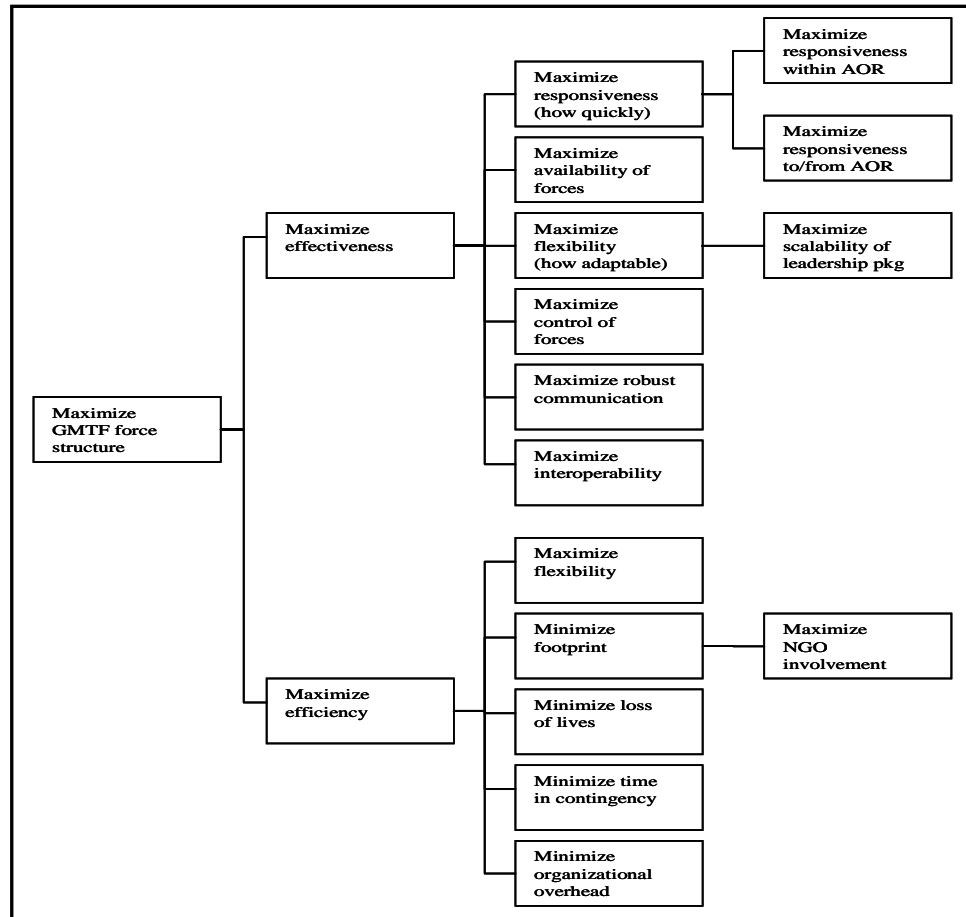 Maximize
GMTF force
structure
Maximize
effectiveness
Maximize
responsiveness
(how quickly)
Maximize
responsiveness
within AOR
Maximize
responsiveness
to/from AOR
Maximize
availability of
forces
Maximize
flexibility
(how adaptable)
Maximize
scalability of
leadership pkg
Maximize
control of
forces
Maximize robust
communication
Maximize
interoperability
Maximize
efficiency
Maximize
flexibility
Minimize
footprint
Maximize
NGO
involvement
Minimize loss
of lives
Minimize time
in contingency
Minimize
organizational
overhead